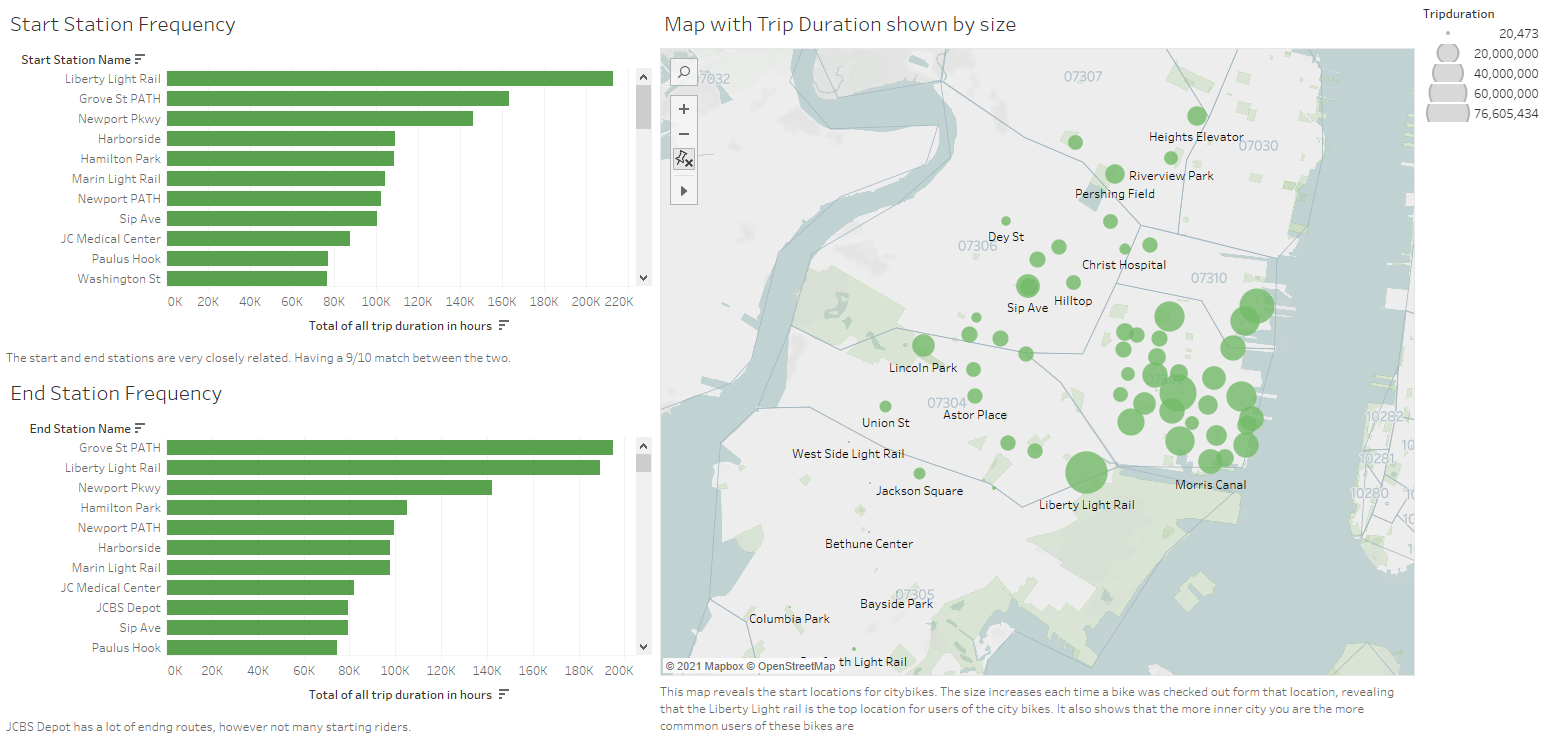 Start Station Frequency
Start Station Name
Liberty Light Rail
Grove St PATH
Newport Pkwy
Harborside
Hamilton Park
Marin Light Rail
Newport PATH
Sip Ave
JC Medical Center
Paulus Hook
Washington St
0K 20K 40K 60K 80K 100K 120K 140K 160K 180K 200K 220K
Total of all trip duration in hours
The start and end stations are very closely related. Having a 9/10 match between the two.
End Station Frequency
End Station Name
Grove St PATH
Liberty Light Rail
Newport Pkwy
Hamilton Park
Newport PATH
Harborside
Marin Light Rail
JC Medical Center
JCBS Depot
Sip Ave
Paulus Hook
0K 20K 40K 60K 80K 100K 120K 140K 160K 180K 200K
Total of all trip duration in hours
JCBS Depot has a lot of endng routes, however not many starting riders.
Map with Trip Duration shown by size
07032
07307
Heights Elevator
07030
Riverview Park
Pershing Field
Dey St
07306
Christ Hospital
07310
Hilltop
Sip Ave
Lincoln Park
07304
Astor Place
10282
Union St
West Side Light Rail
10281
Jackson Square
Morris Canal
10280
Liberty Light Rail
Bethune Center
07305
Bayside Park
Columbia Park
th Light Rail
© 2021 Mapbox © OpenStreetMap
This map reveals the start locations for citybikes. The size increases each time a bike was checked out form that location, revealing
that the Liberty Light rail is the top location for users of the city bikes. It also shows that the more inner city you are the more
commmon users of these bikes are
Tripduration
20,473
20,000,000
40,000,000
60,000,000
76,605,434